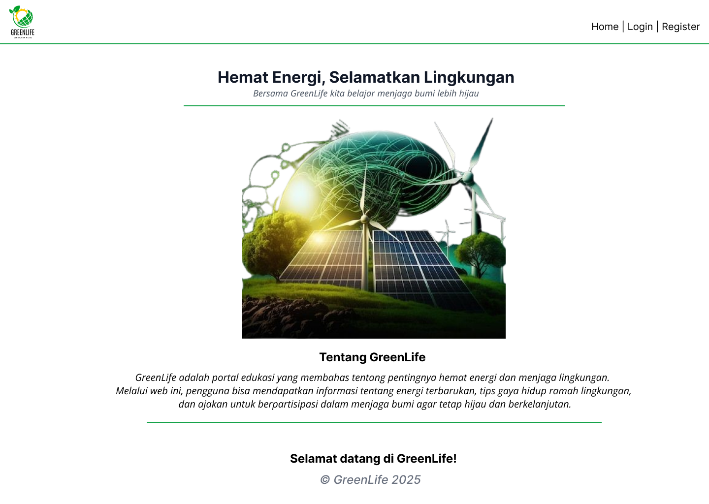 GREENLIFE
Home | Login | Register
Hemat Energi, Selamatkan Lingkungan
Bersama GreenLife kita belajar menjaga bumi lebih hijau
Tentang GreenLife
GreenLife adalah portal edukasi yang membahas tentang pentingnya hemat energi dan menjaga lingkungan.
Melalui web ini, pengguna bisa mendapatkan informasi tentang energi terbarukan, tips gaya hidup ramah lingkungan,
dan ajakan untuk berpartisipasi dalam menjaga bumi agar tetap hijau dan berkelanjutan.
Selamat datang di GreenLife!
© GreenLife 2025